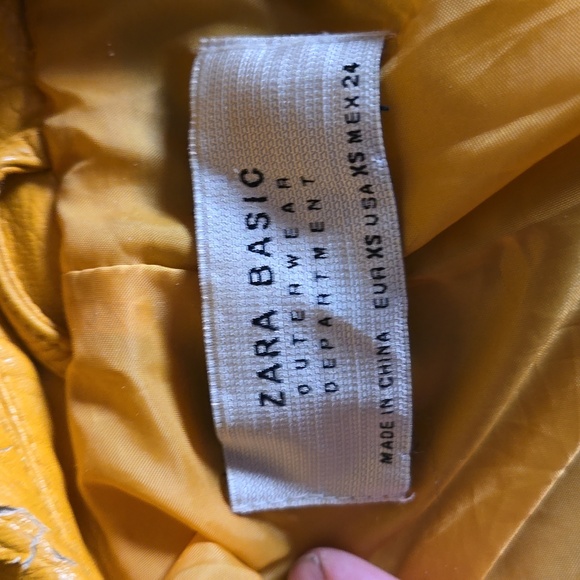 ZARA BASIC
OUTERWEAR
DEPARTMENT
MADE IN CHINA EUR XS USA XS MEX 24